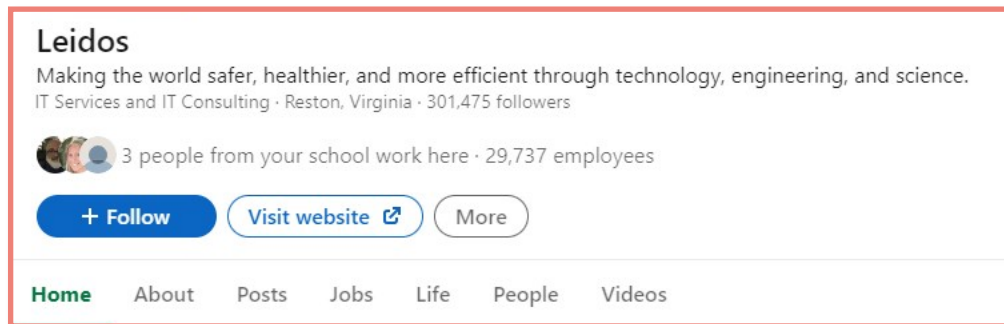 Leidos
Making the world safer, healthier, and more efficient through technology, engineering, and science.
IT Services and IT Consulting · Reston, Virginia · 301,475 followers
3 people from your school work here · 29,737 employees
+ Follow Visit website More
Home About Posts Jobs Life People Videos